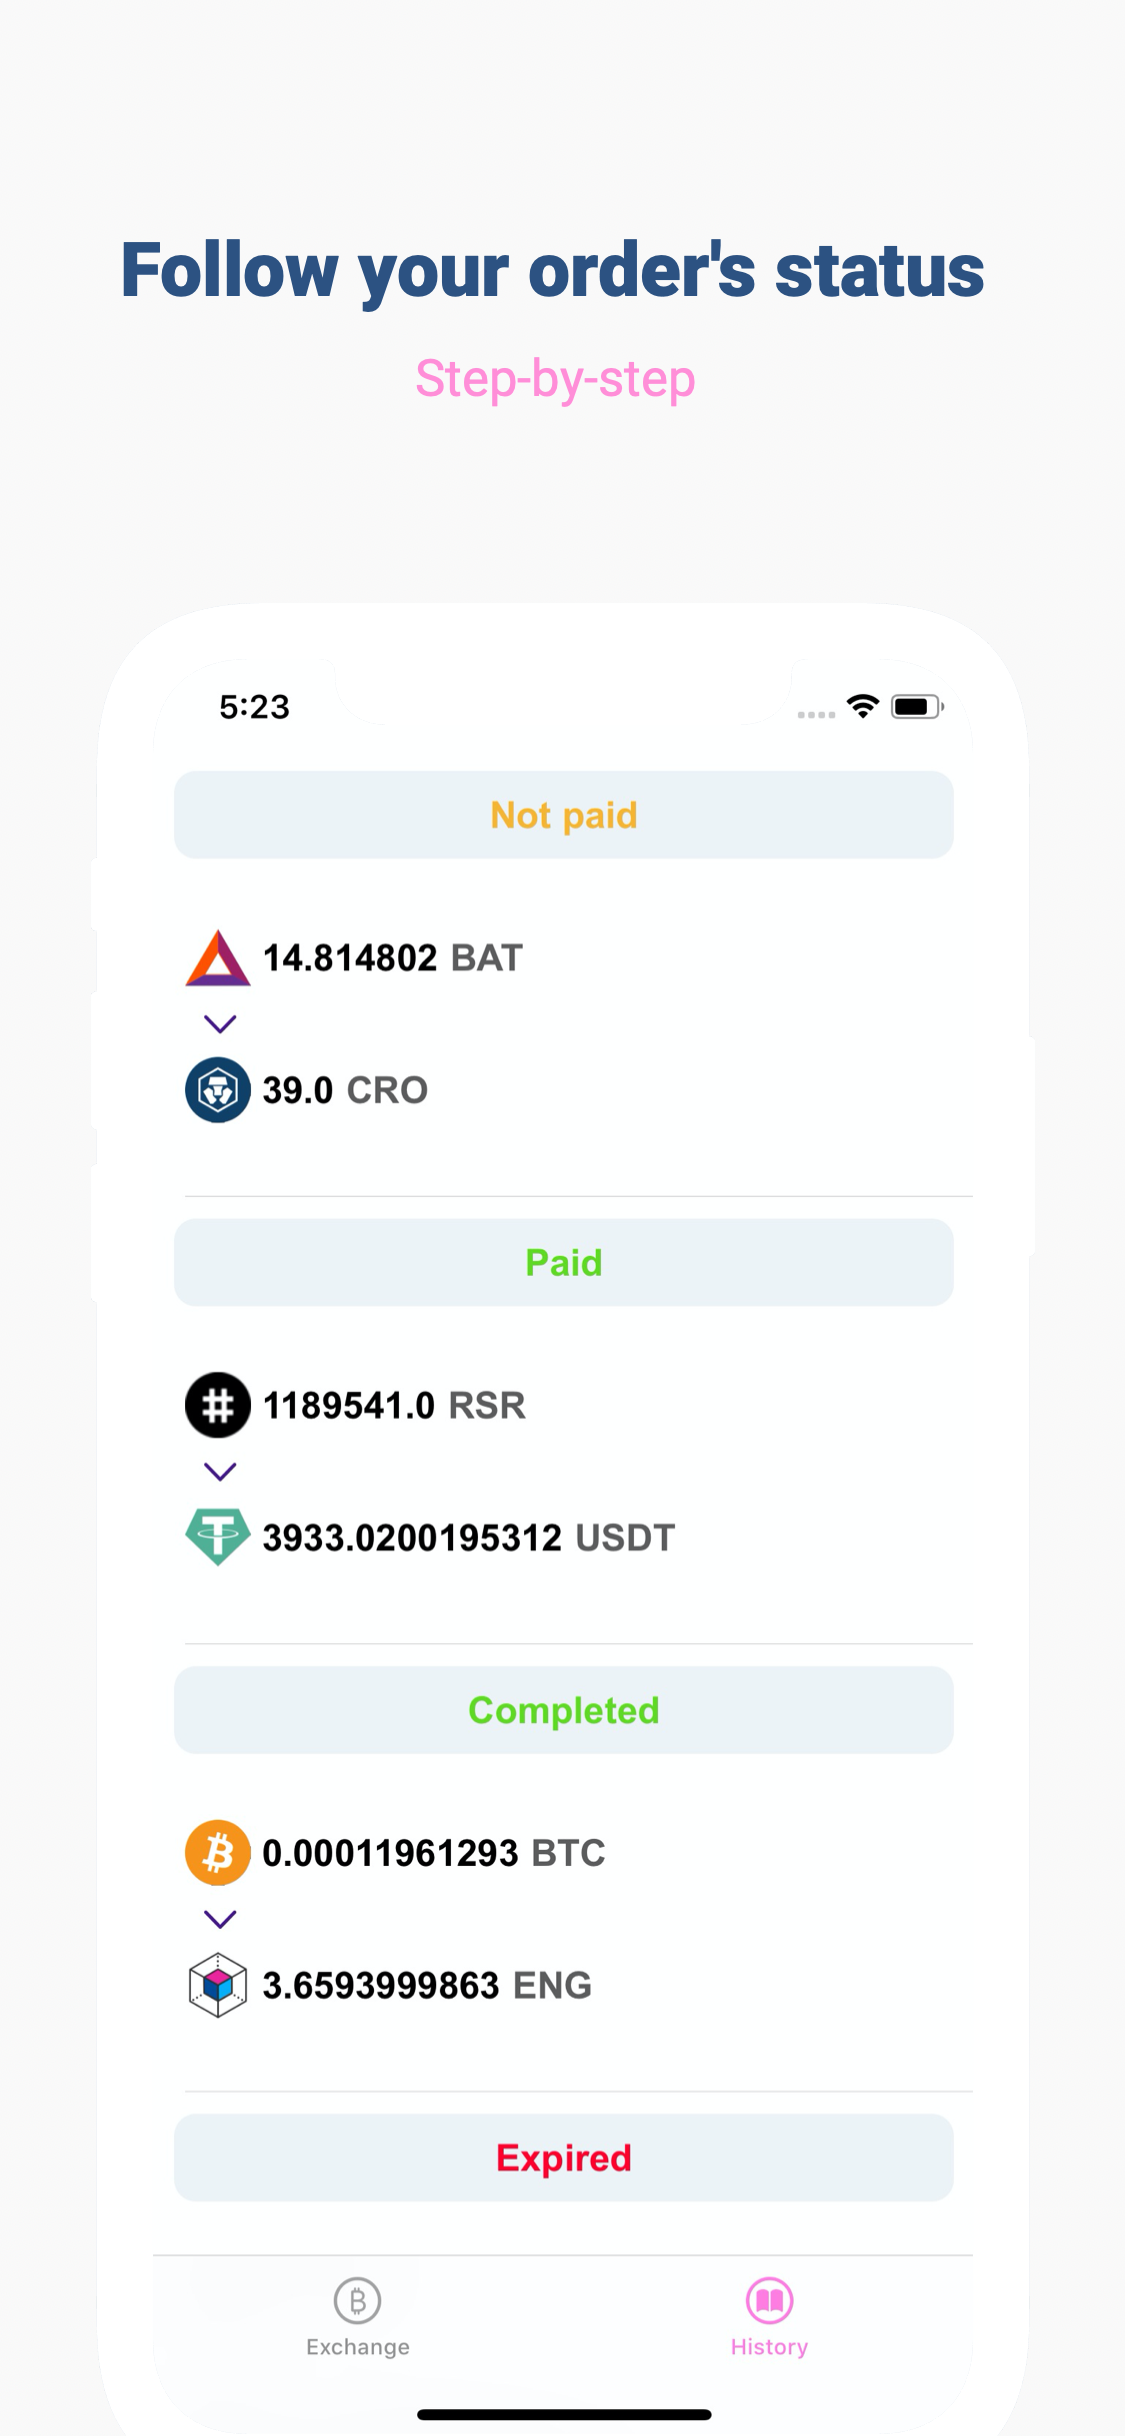 Follow your order's status
Step-by-step
5:23
Not paid
14.814802 BAT
39.0 CRO
Paid
1189541.0 RSR
3933.0200195312 USDT
Completed
0.00011961293 BTC
3.6593999863 ENG
Expired
Exchange
History